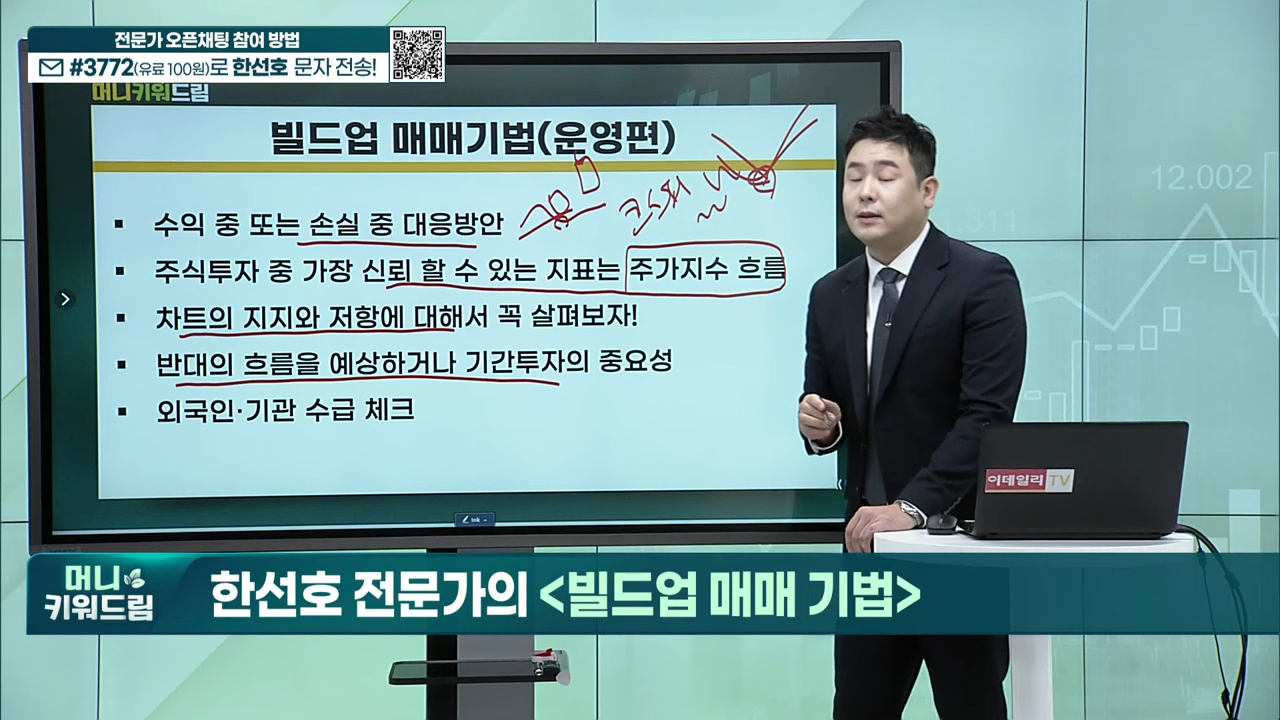 전문가 오픈채팅 참여 방법
#3772(유료 100원)로 한선호 문자 전송!
머니키워드림
빌드업 매매기법(운영편)
▪ 수익 중 또는 손실 중 대응방안
▪ 주식투자 중 가장 신뢰 할 수 있는 지표는 주가지수 흐름
▪ 차트의 지지와 저항에 대해서 꼭 살펴보자!
▪ 반대의 흐름을 예상하거나 기간투자의 중요성
▪ 외국인·기관 수급 체크
12.002
이데일리 TV
Ink
머니
키워드림
한선호 전문가의 <빌드업 매매 기법>